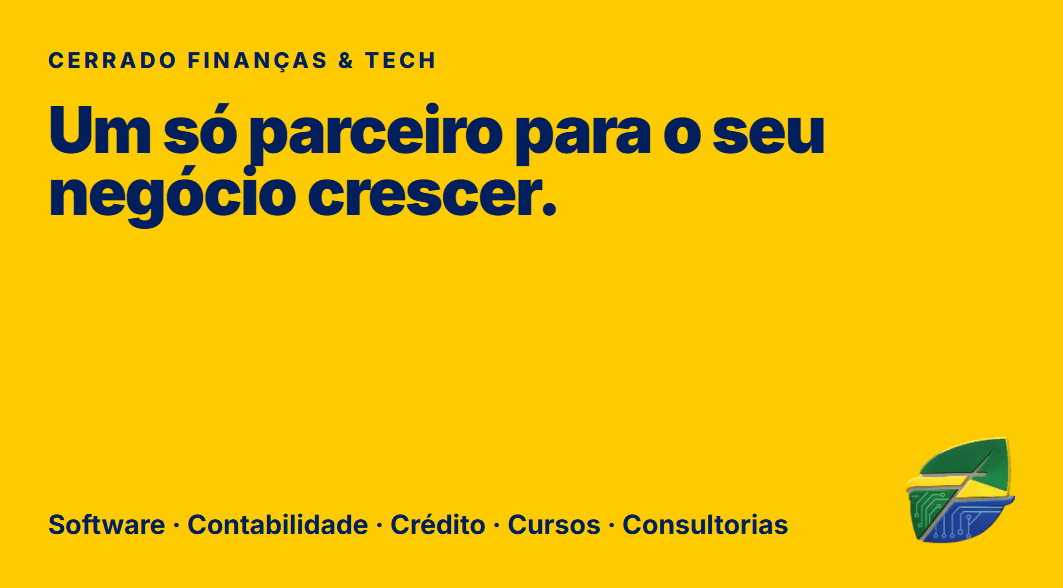 CERRADO FINANÇAS & TECH
Um só parceiro para o seu
negócio crescer.
Software · Contabilidade · Crédito · Cursos · Consultorias